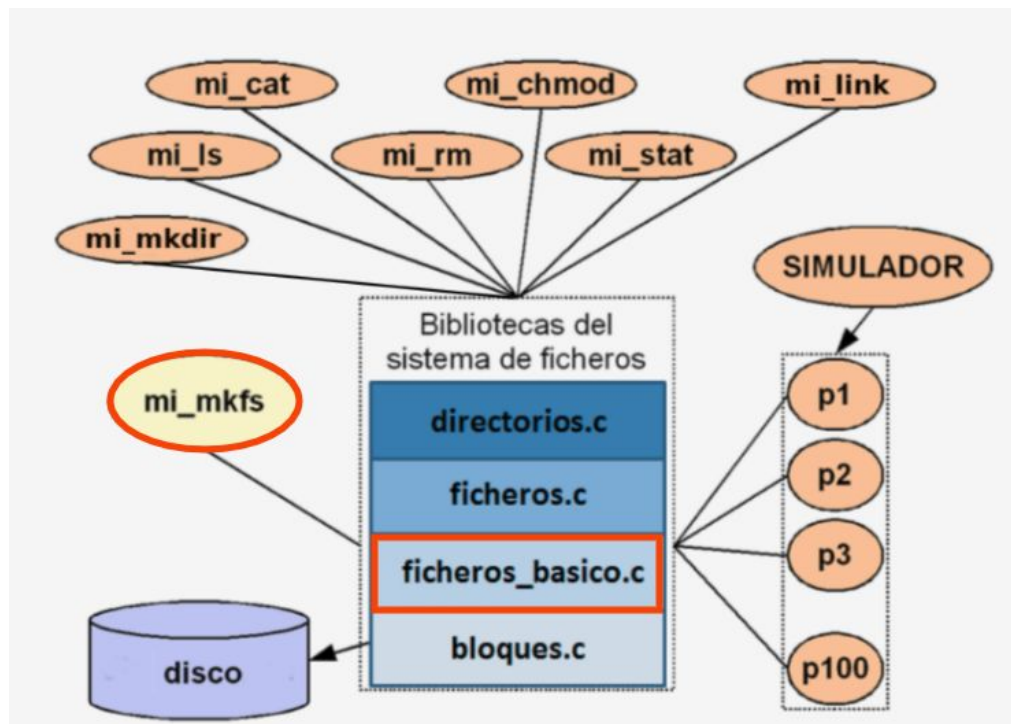 mi_cat
mi_chmod
mi_link
mi_ls
mi_rm
mi_stat
mi_mkdir
SIMULADOR
Bibliotecas del
sistema de ficheros
mi_mkfs
directorios.c
ficheros.c
ficheros_basico.c
bloques.c
disco
p1
p2
p3
p100